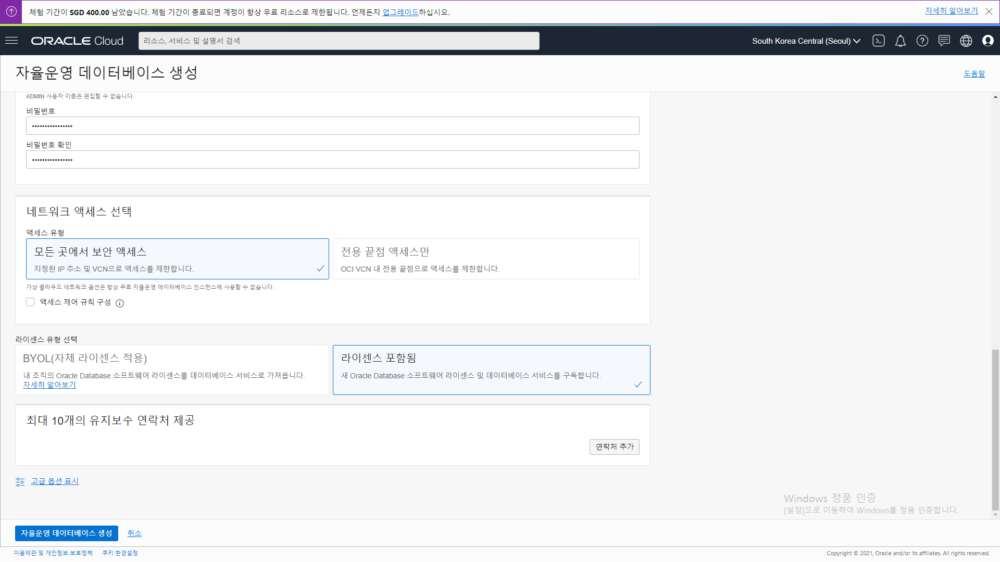 체험 기간이 SGD 400.00 남았습니다. 체험 기간이 종료되면 계정이 항상 무료 리소스로 제한됩니다. 언제든지 업그레이드하십시오.
자세히 알아보기
ORACLE Cloud
리소스, 서비스 및 설명서 검색
South Korea Central (Seoul)
자율운영 데이터베이스 생성
도움말
ADMIN 사용자 이름은 편집할 수 없습니다.
비밀번호
••••••••••••••••
비밀번호 확인
••••••••••••••••
네트워크 액세스 선택
액세스 유형
모든 곳에서 보안 액세스
지정된 IP 주소 및 VCN으로 액세스를 제한합니다.
전용 끝점 액세스만
OCI VCN 내 전용 끝점으로 액세스를 제한합니다.
가상 클라우드 네트워크 옵션은 항상 무료 자율운영 데이터베이스 인스턴스에 사용할 수 없습니다.
액세스 제어 규칙 구성
라이센스 유형 선택
BYOL(자체 라이센스 적용)
내 조직의 Oracle Database 소프트웨어 라이센스를 데이터베이스 서비스로 가져옵니다.
자세히 알아보기
라이센스 포함됨
새 Oracle Database 소프트웨어 라이센스 및 데이터베이스 서비스를 구독합니다.
최대 10개의 유지보수 연락처 제공
연락처 추가
고급 옵션 표시
Windows 정품 인증
[설정]으로 이동하여 Windows를 정품 인증합니다.
자율운영 데이터베이스 생성
취소
이용약관 및 개인정보 보호정책
쿠키 환경설정
Copyright © 2021, Oracle and/or its affiliates. All rights reserved.